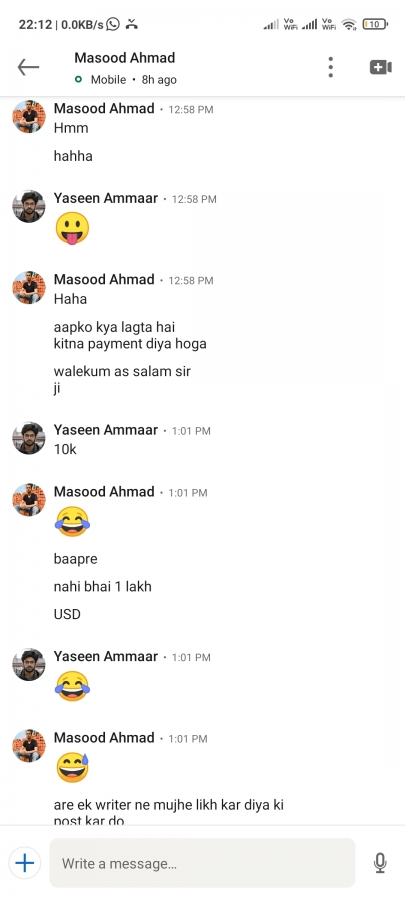 22:12 | 0.0KB/s
Vo
WiFi
Vo
WiFi
10
Masood Ahmad
Mobile • 8h ago
Masood Ahmad • 12:58 PM
Hmm
hahha
Yaseen Ammaar • 12:58 PM
Masood Ahmad • 12:58 PM
Haha
aapko kya lagta hai
kitna payment diya hoga
walekum as salam sir
ji
Yaseen Ammaar • 1:01 PM
10k
Masood Ahmad • 1:01 PM
baapre
nahi bhai 1 lakh
USD
Yaseen Ammaar • 1:01 PM
Masood Ahmad • 1:01 PM
are ek writer ne mujhe likh kar diya ki
post kar do
Write a message...